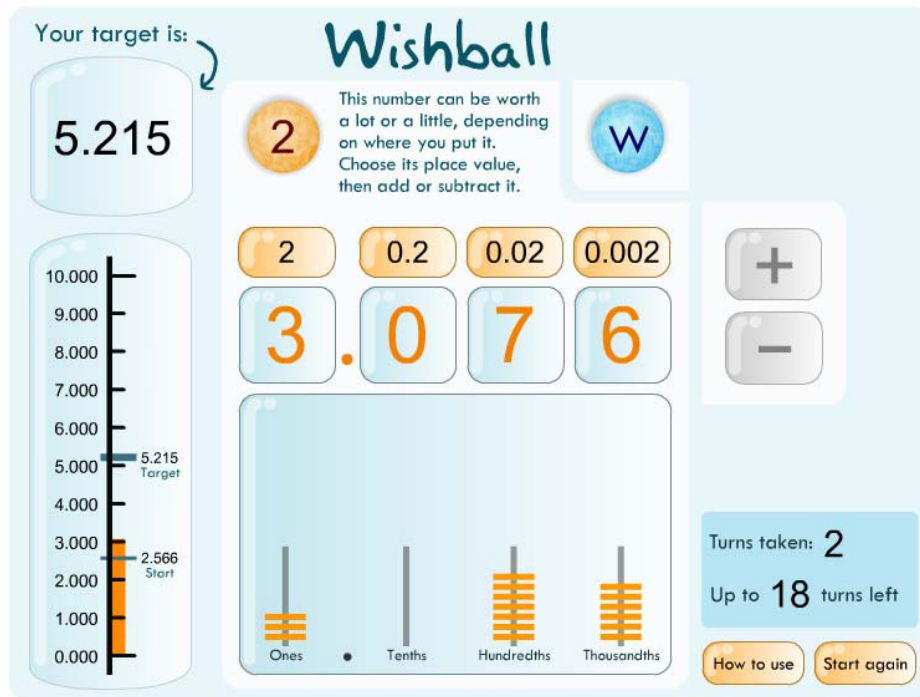 Your target is:
Wishball
5.215
2
This number can be worth
a lot or a little, depending
on where you put it.
Choose its place value,
then add or subtract it.
W
2 0.2 0.02 0.002
3 . 0 7 6
+
−
10.000
9.000
8.000
7.000
6.000
5.215
Target
5.000
4.000
3.000
2.566
Start
2.000
1.000
0.000
Ones Tenths Hundredths Thousandths
Turns taken: 2
Up to 18 turns left
How to use
Start again